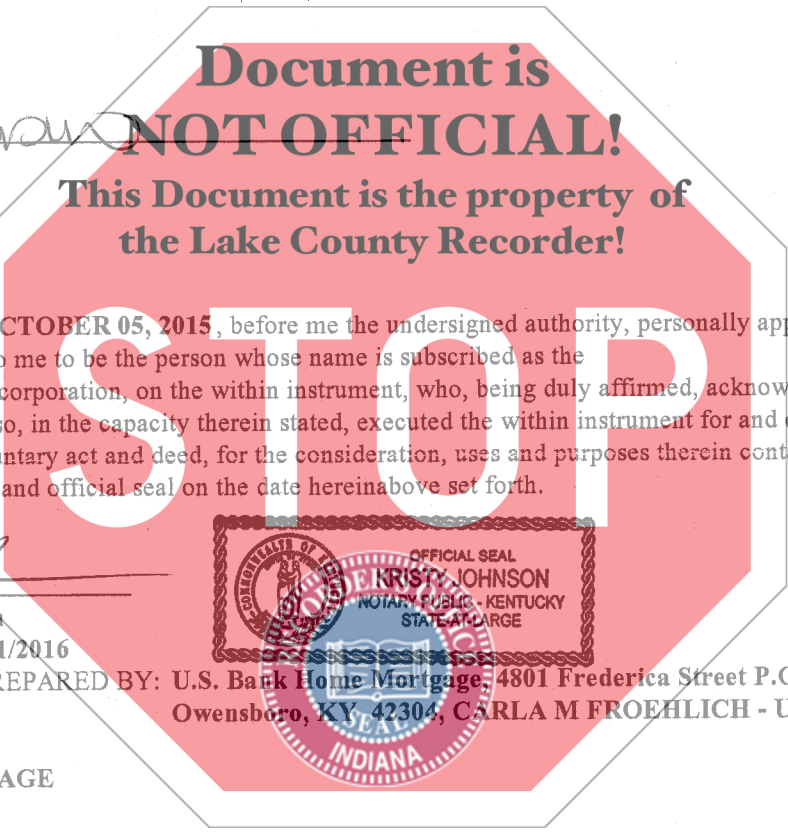 Document is
NOT OFFICIAL!
This Document is the property of
the Lake County Recorder!
STOP
CTOBER 05, 2015, before me the undersigned authority, personally app
o me to be the person whose name is subscribed as the
corporation, on the within instrument, who, being duly affirmed, acknow
so, in the capacity therein stated, executed the within instrument for and
untary act and deed, for the consideration, uses and purposes therein cont
and official seal on the date hereinabove set forth.
COMMONWEALTH OF
OFFICIAL SEAL
KRISTY JOHNSON
NOTARY PUBLIC - KENTUCKY
STATE-AT-LARGE
1/2016
REPARED BY: U.S. Bank Home Mortgage, 4801 Frederica Street P.O
Owensboro, KY 42304, CARLA M FROEHLICH - U
SEAL
INDIANA
AGE